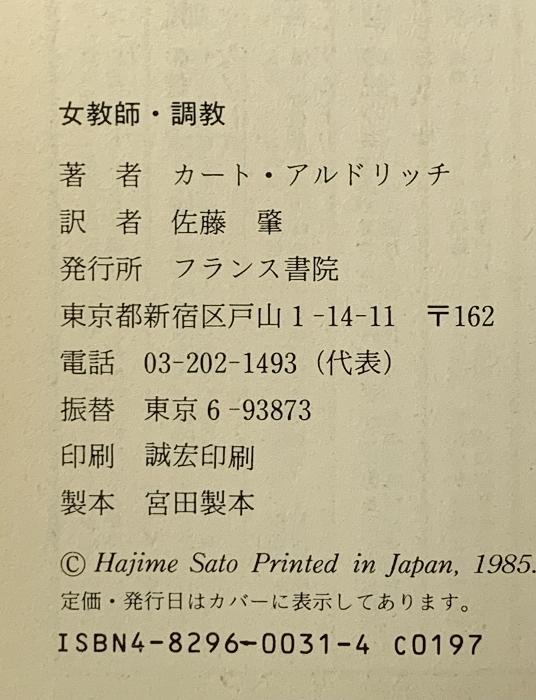 女教師・調教
著　者　カート・アルドリッチ
訳　者　佐藤　肇
発行所　フランス書院
東京都新宿区戸山1-14-11　〒162
電話　03-202-1493（代表）
振替　東京6-93873
印刷　誠宏印刷
製本　宮田製本
© Hajime Sato Printed in Japan, 1985.
定価・発行日はカバーに表示してあります。
ISBN4-8296-0031-4 C0197